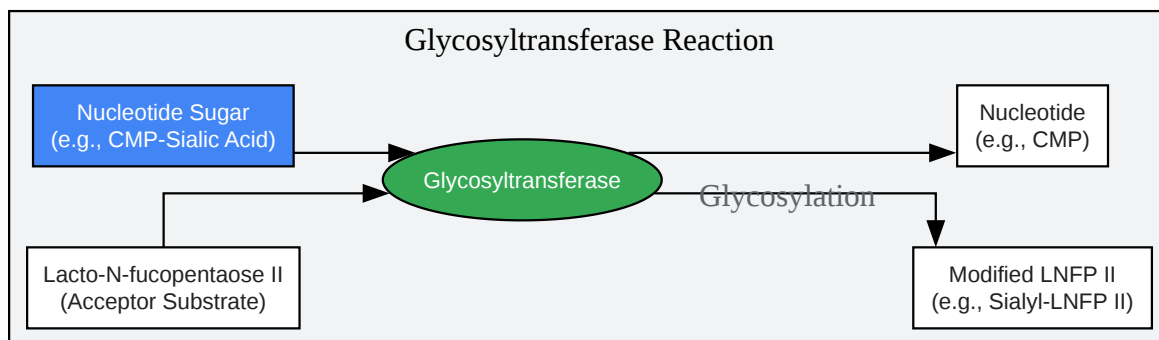 Glycosyltransferase Reaction
Nucleotide Sugar
(e.g., CMP-Sialic Acid)
Nucleotide
(e.g., CMP)
Glycosyltransferase
Glycosylation
Lacto-N-fucopentaose II
(Acceptor Substrate)
Modified LNFP II
(e.g., Sialyl-LNFP II)